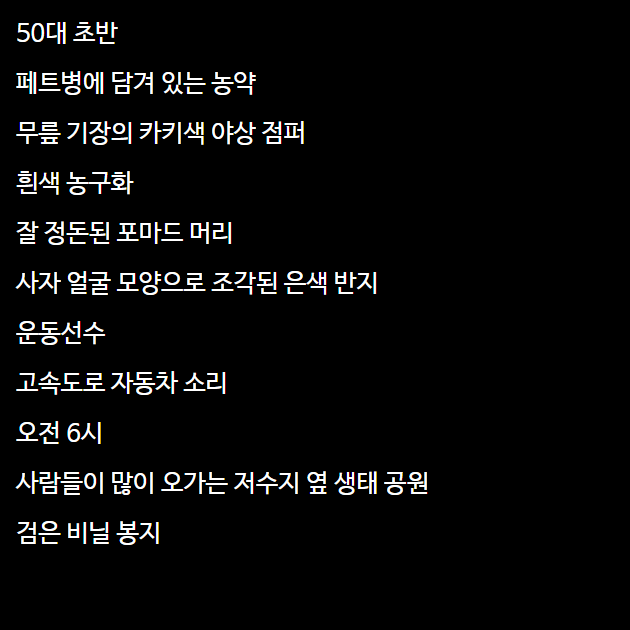 50대 초반
페트병에 담겨 있는 농약
무릎 기장의 카키색 야상 점퍼
흰색 농구화
잘 정돈된 포마드 머리
사자 얼굴 모양으로 조각된 은색 반지
운동선수
고속도로 자동차 소리
오전 6시
사람들이 많이 오가는 저수지 옆 생태 공원
검은 비닐 봉지